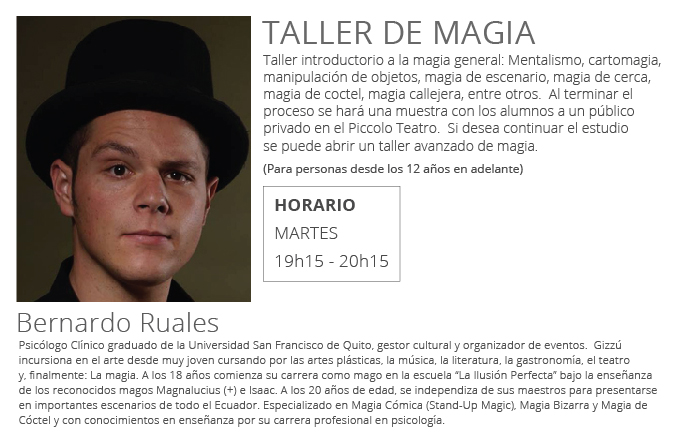 TALLER DE MAGIA
Taller introductorio a la magia general: Mentalismo, cartomagia,
manipulación de objetos, magia de escenario, magia de cerca,
magia de coctel, magia callejera, entre otros.  Al terminar el
proceso se hará una muestra con los alumnos a un público
privado en el Piccolo Teatro.  Si desea continuar el estudio
se puede abrir un taller avanzado de magia.
(Para personas desde los 12 años en adelante)
HORARIO
MARTES
19h15 - 20h15
Bernardo Ruales
Psicólogo Clínico graduado de la Universidad San Francisco de Quito, gestor cultural y organizador de eventos.  Gizzú
incursiona en el arte desde muy joven cursando por las artes plásticas, la música, la literatura, la gastronomía, el teatro
y, finalmente: La magia. A los 18 años comienza su carrera como mago en la escuela “La Ilusión Perfecta” bajo la enseñanza
de los reconocidos magos Magnalucius (+) e Isaac. A los 20 años de edad, se independiza de sus maestros para presentarse
en importantes escenarios de todo el Ecuador. Especializado en Magia Cómica (Stand-Up Magic), Magia Bizarra y Magia de
Cóctel y con conocimientos en enseñanza por su carrera profesional en psicología.